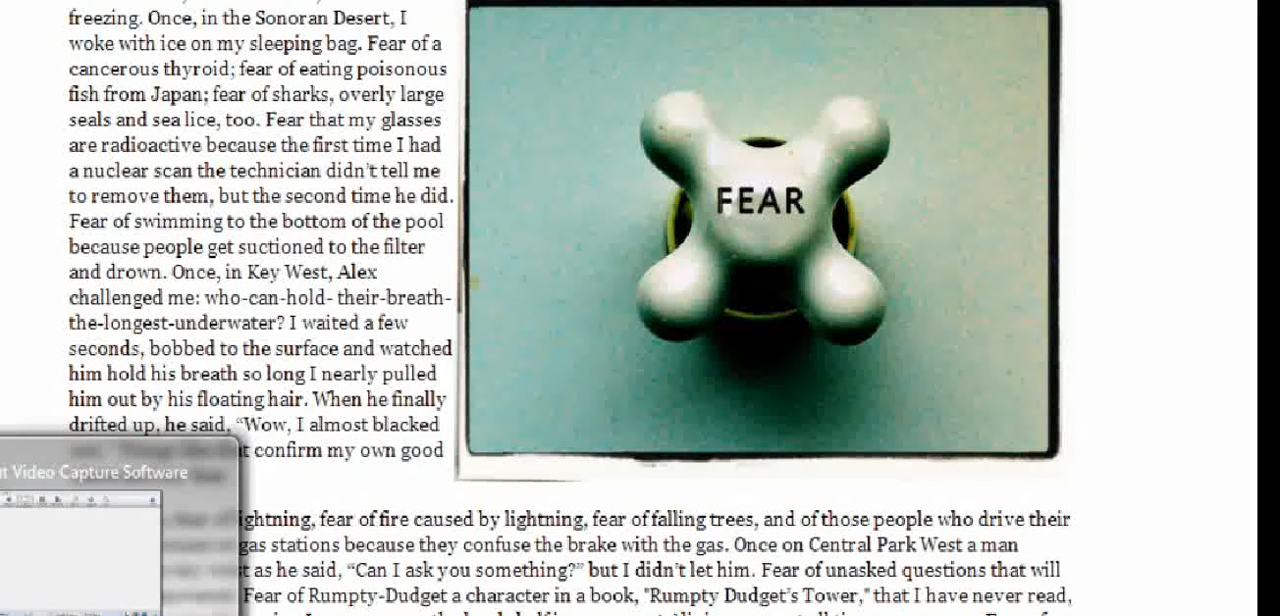 freezing. Once, in the Sonoran Desert, I
woke with ice on my sleeping bag. Fear of a
cancerous thyroid; fear of eating poisonous
fish from Japan; fear of sharks, overly large
seals and sea lice, too. Fear that my glasses
are radioactive because the first time I had
a nuclear scan the technician didn't tell me
to remove them, but the second time he did.
Fear of swimming to the bottom of the pool
because people get suctioned to the filter
and drown. Once, in Key West, Alex
challenged me: who-can-hold- their-breath-
the-longest-underwater? I waited a few
seconds, bobbed to the surface and watched
him hold his breath so long I nearly pulled
him out by his floating hair. When he finally
drifted up, he said, “Wow, I almost blacked
confirm my own good
FEAR
t Video Capture Software
ightning, fear of fire caused by lightning, fear of falling trees, and of those people who drive their
gas stations because they confuse the brake with the gas. Once on Central Park West a man
t as he said, “Can I ask you something?” but I didn't let him. Fear of unasked questions that will
Fear of Rumpty-Dudget a character in a book, "Rumpty Dudget's Tower," that I have never read,